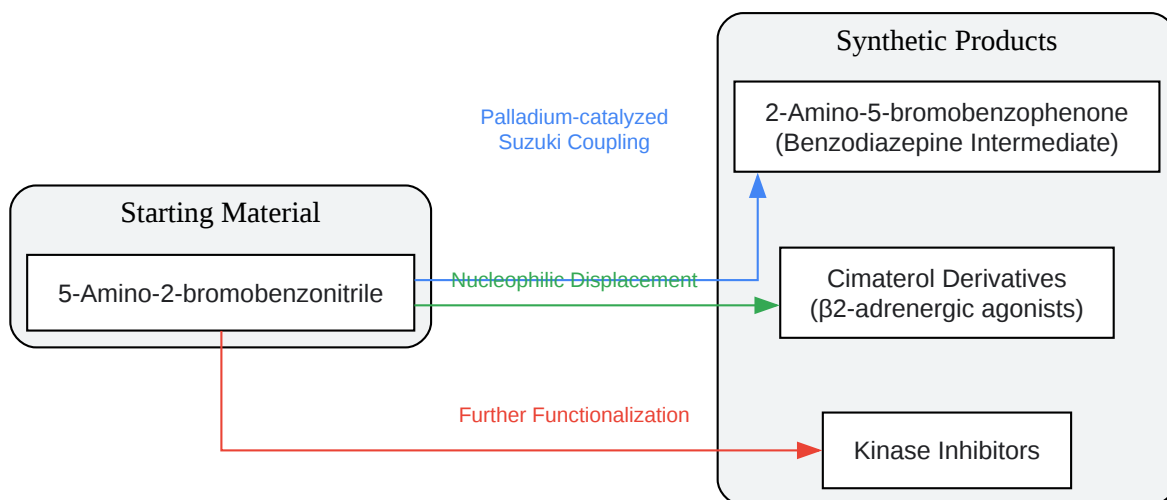 Synthetic Products
2-Amino-5-bromobenzophenone
(Benzodiazepine Intermediate)
Palladium-catalyzed
Suzuki Coupling
Starting Material
5-Amino-2-bromobenzonitrile
Nucleophilic Displacement
Cimaterol Derivatives
(β2-adrenergic agonists)
Further Functionalization
Kinase Inhibitors